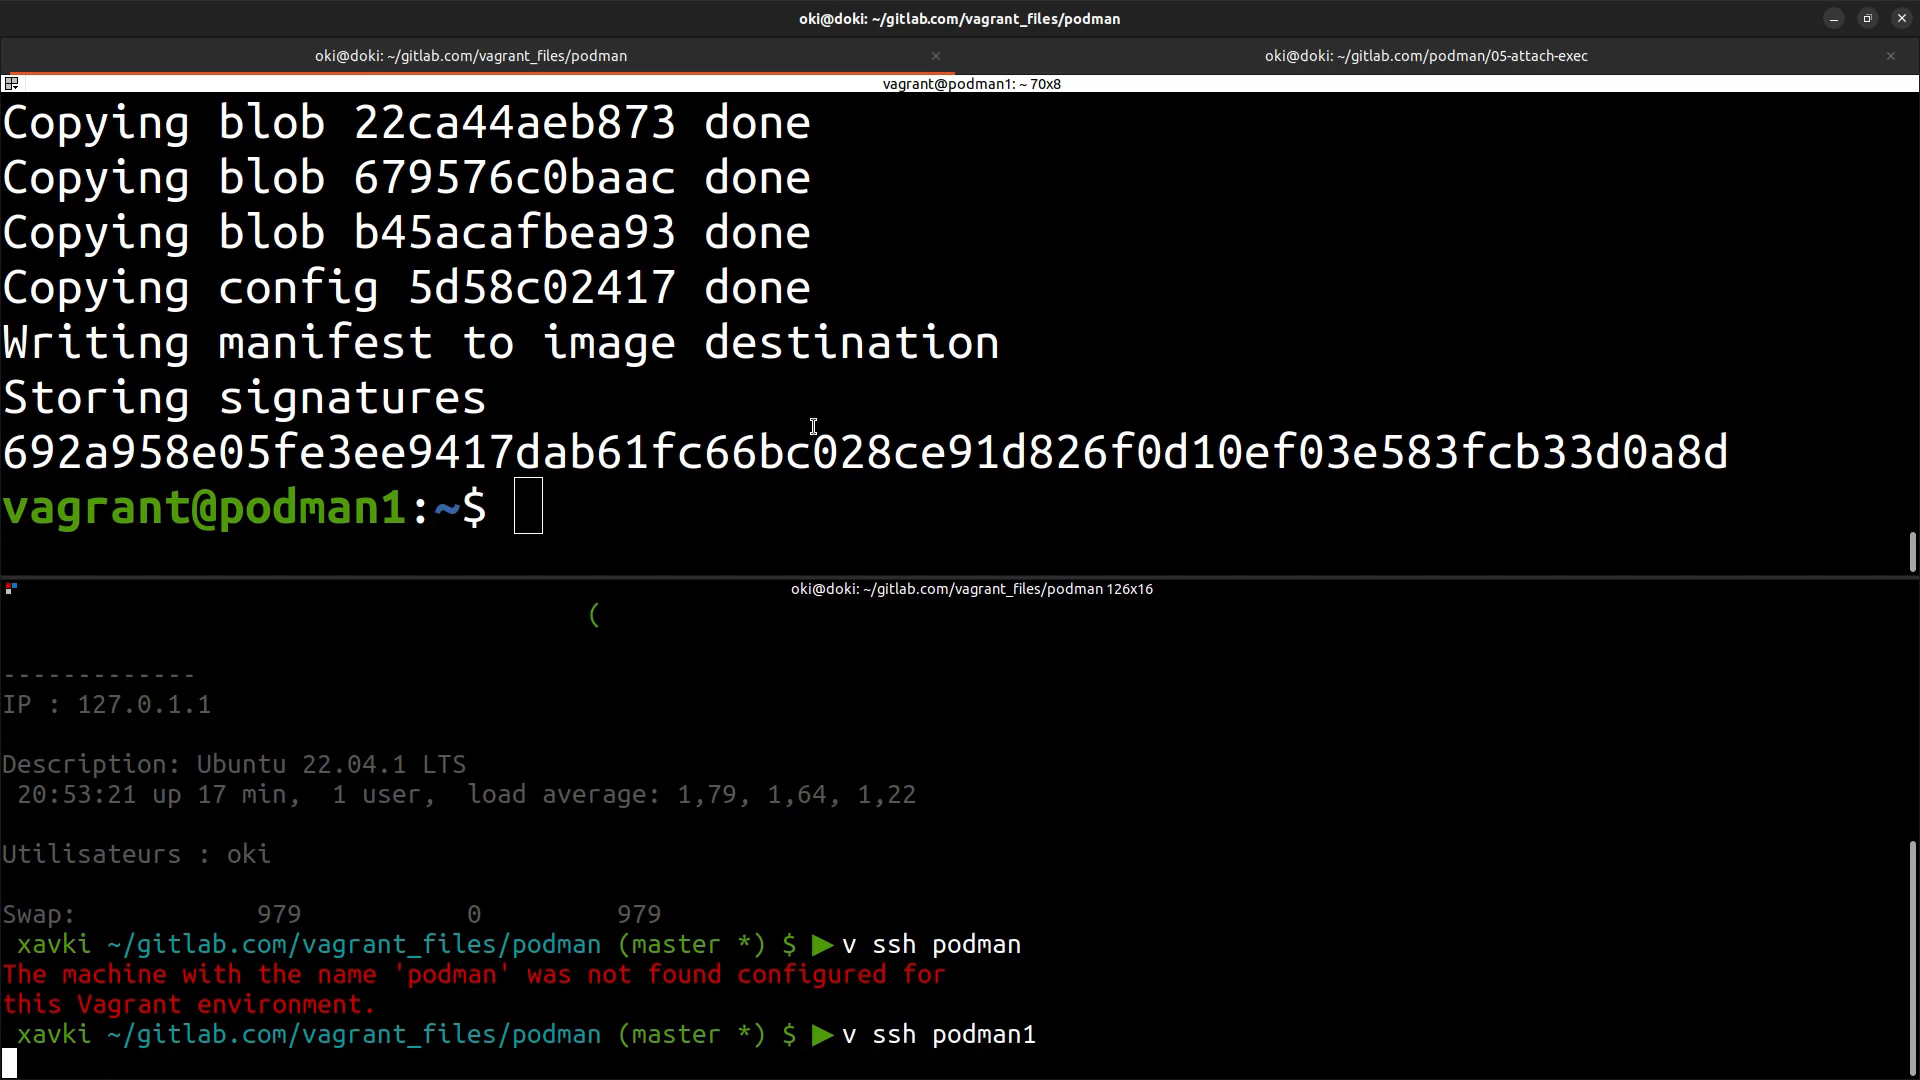 oki@doki: ~/gitlab.com/vagrant_files/podman
oki@doki: ~/gitlab.com/vagrant_files/podman
oki@doki: ~/gitlab.com/podman/05-attach-exec
vagrant@podman1: ~ 70x8
Copying blob 22ca44aeb873 done
Copying blob 679576c0baac done
Copying blob b45acafbea93 done
Copying config 5d58c02417 done
Writing manifest to image destination
Storing signatures
692a958e05fe3ee9417dab61fc66bc028ce91d826f0d10ef03e583fcb33d0a8d
vagrant@podman1:~$
oki@doki: ~/gitlab.com/vagrant_files/podman 126x16
(
-------------
IP : 127.0.1.1
Description: Ubuntu 22.04.1 LTS
20:53:21 up 17 min,  1 user,  load average: 1,79, 1,64, 1,22
Utilisateurs : oki
Swap:            979           0         979
xavki ~/gitlab.com/vagrant_files/podman (master *) $ ▶ v ssh podman
The machine with the name 'podman' was not found configured for
this Vagrant environment.
xavki ~/gitlab.com/vagrant_files/podman (master *) $ ▶ v ssh podman1